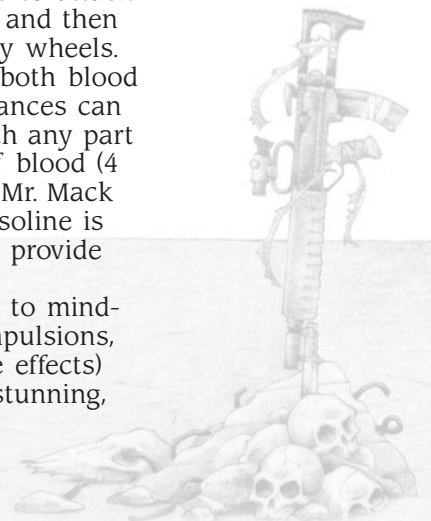 and then
y wheels.
both blood
ances can
h any part
f blood (4
Mr. Mack
soline is
provide
to mind-
npulsions,
e effects)
stunning,